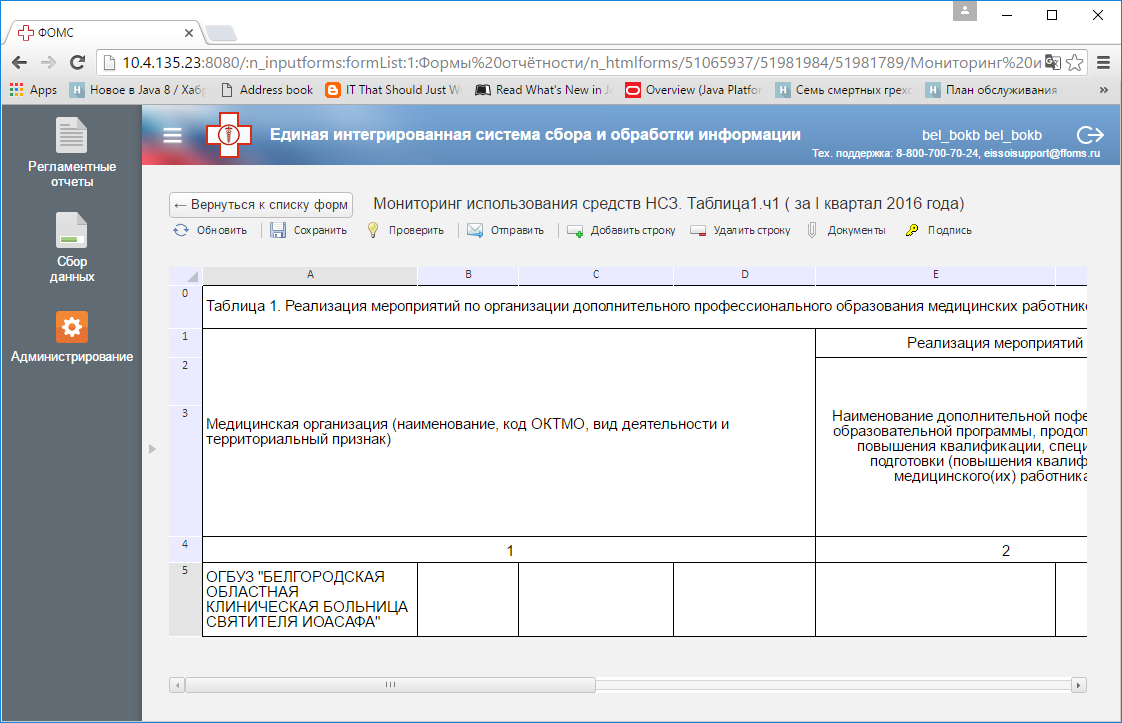 ФОМС
10.4.135.23:8080/:n_inputforms:formList:1:Формы%20отчётности/n_htmlforms/51065937/51981984/51981789/Мониторинг%20и
Apps Новое в Java 8 / Хабр Address book IT That Should Just W Read What's New in J Overview (Java Platfor Семь смертных грехо План обслуживания »
Единая интегрированная система сбора и обработки информации
bel_bokb bel_bokb
Тех. поддержка: 8-800-700-70-24, eissoisupport@ffoms.ru
Регламентные
отчеты
Сбор
данных
Администрирование
← Вернуться к списку форм Мониторинг использования средств НСЗ. Таблица1.ч1 ( за I квартал 2016 года)
Обновить Сохранить Проверить Отправить Добавить строку Удалить строку Документы Подпись
A B C D E
0 Таблица 1. Реализация мероприятий по организации дополнительного профессионального образования медицинских работнико
1 Реализация мероприятий
2
3 Медицинская организация (наименование, код ОКТМО, вид деятельности и
территориальный признак)
Наименование дополнительной пофе
образовательной программы, продол
повышения квалификации, специ
подготовки (повышения квалиф
медицинского(их) работника
4 1 2
5 ОГБУЗ "БЕЛГОРОДСКАЯ
ОБЛАСТНАЯ
КЛИНИЧЕСКАЯ БОЛЬНИЦА
СВЯТИТЕЛЯ ИОАСАФА"